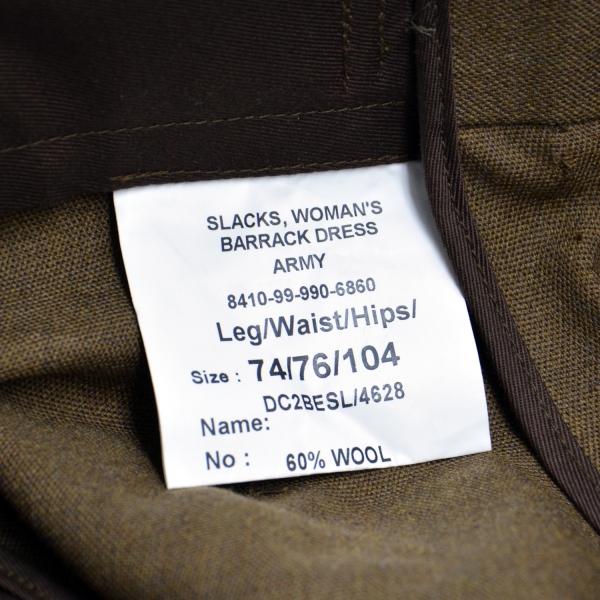 SLACKS, WOMAN'S
BARRACK DRESS
ARMY
8410-99-990-6860
Leg/Waist/Hips/
Size : 74/76/104
DC2BESL/4628
Name:
No : 60% WOOL